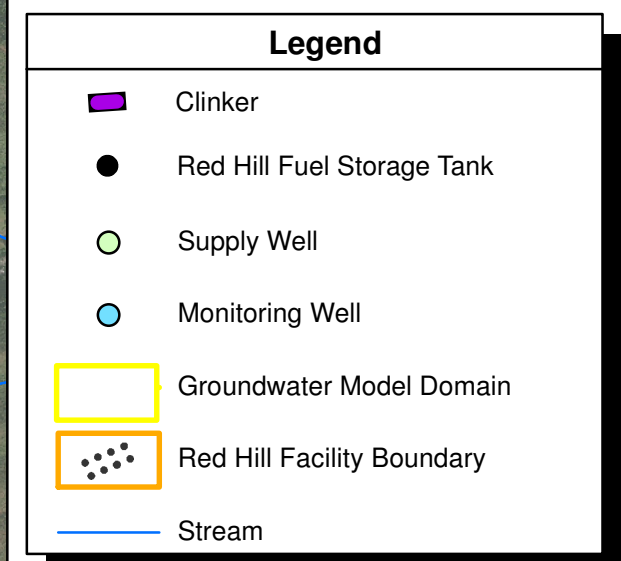 Legend
Clinker
Red Hill Fuel Storage Tank
Supply Well
Monitoring Well
Groundwater Model Domain
Red Hill Facility Boundary
Stream